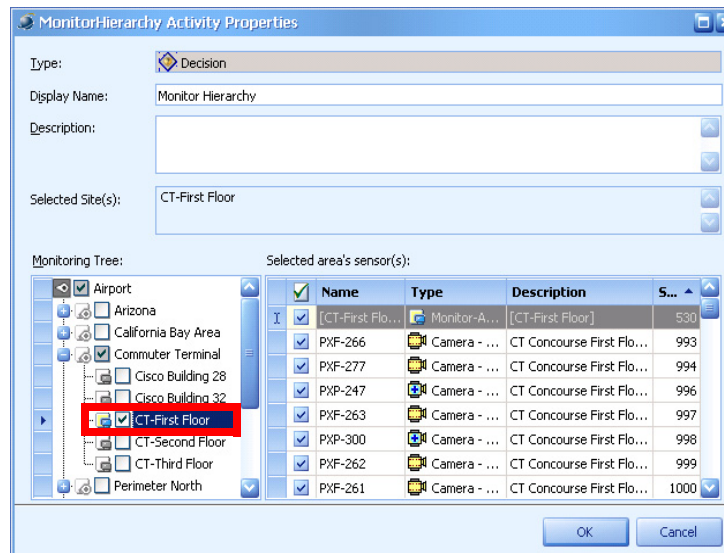 MonitorHierarchy Activity Properties
Type: Decision
Display Name: Monitor Hierarchy
Description:
Selected Site(s): CT-First Floor
Monitoring Tree:
Airport
Arizona
California Bay Area
Commuter Terminal
Cisco Building 28
Cisco Building 32
CT-First Floor
CT-Second Floor
CT-Third Floor
Perimeter North
Selected area's sensor(s):
Name Type Description S...
[CT-First Flo... Monitor-A... [CT-First Floor] 530
PXF-266 Camera - ... CT Concourse First Flo... 993
PXF-277 Camera - ... CT Concourse First Flo... 994
PXP-247 Camera - ... CT Concourse First Flo... 996
PXF-263 Camera - ... CT Concourse First Flo... 997
PXP-300 Camera - ... CT Concourse First Flo... 998
PXF-262 Camera - ... CT Concourse First Flo... 999
PXF-261 Camera - ... CT Concourse First Flo... 1000
OK Cancel